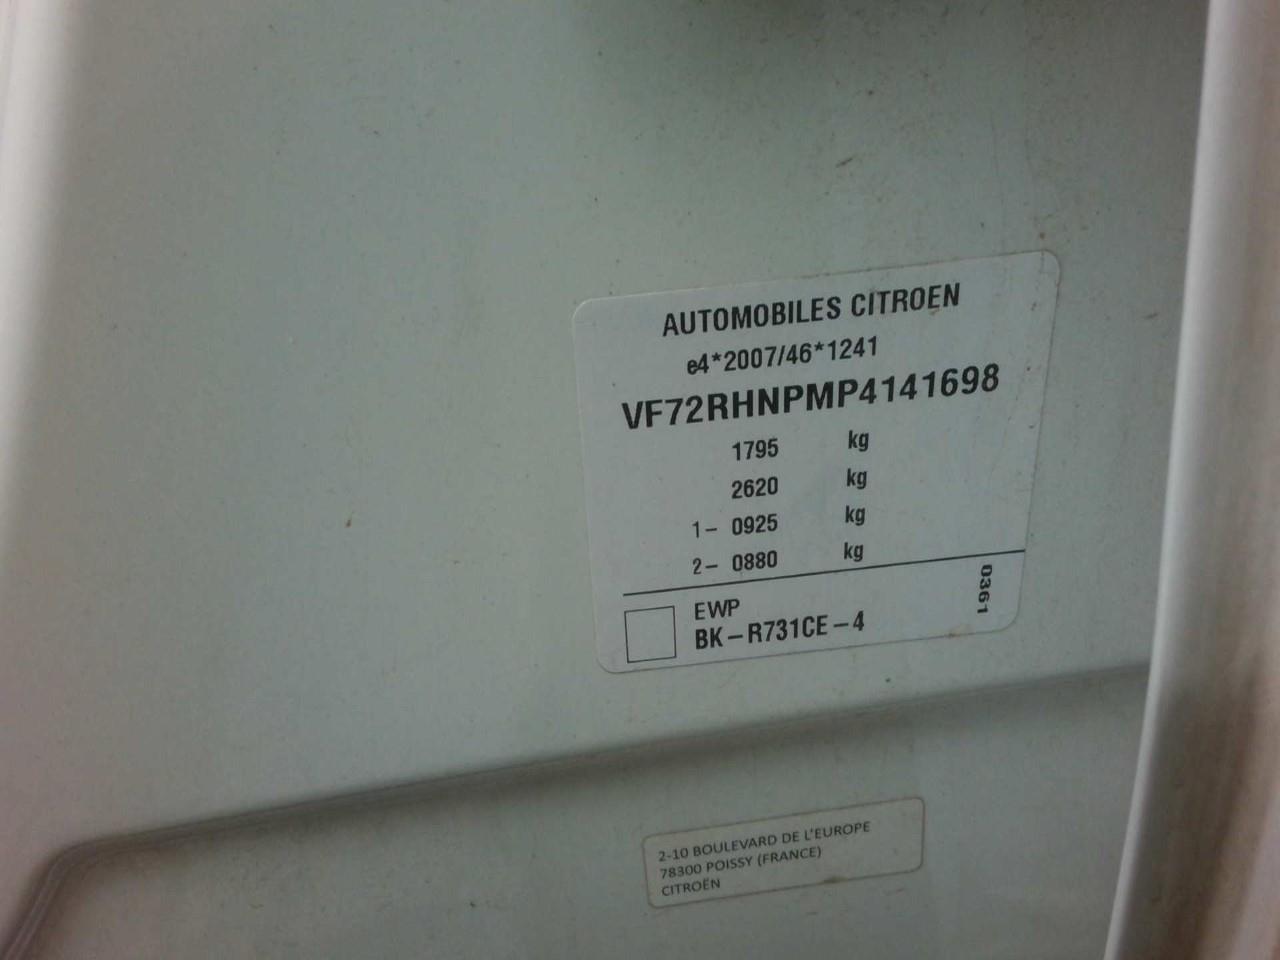 AUTOMOBILES CITROEN
e4*2007/46*1241
VF72RHNPMP4141698
1795 kg
2620 kg
1- 0925 kg
2- 0880 kg
0361
EWP
BK-R731CE-4
2-10 BOULEVARD DE L'EUROPE
78300 POISSY (FRANCE)
CITROËN